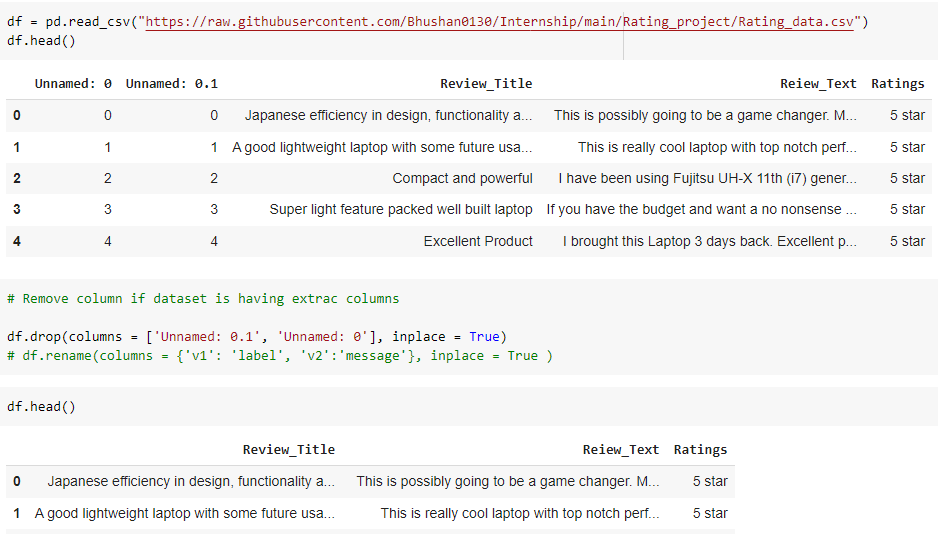 df = pd.read_csv("https://raw.githubusercontent.com/Bhushan0130/Internship/main/Rating_project/Rating_data.csv")
df.head()
Unnamed: 0 Unnamed: 0.1 Review_Title Reiew_Text Ratings
0 0 0 Japanese efficiency in design, functionality a... This is possibly going to be a game changer. M... 5 star
1 1 1 A good lightweight laptop with some future usa... This is really cool laptop with top notch perf... 5 star
2 2 2 Compact and powerful I have been using Fujitsu UH-X 11th (i7) gener... 5 star
3 3 3 Super light feature packed well built laptop If you have the budget and want a no nonsense ... 5 star
4 4 4 Excellent Product I brought this Laptop 3 days back. Excellent p... 5 star
# Remove column if dataset is having extrac columns
df.drop(columns = ['Unnamed: 0.1', 'Unnamed: 0'], inplace = True)
# df.rename(columns = {'v1': 'label', 'v2':'message'}, inplace = True )
df.head()
Review_Title Reiew_Text Ratings
0 Japanese efficiency in design, functionality a... This is possibly going to be a game changer. M... 5 star
1 A good lightweight laptop with some future usa... This is really cool laptop with top notch perf... 5 star